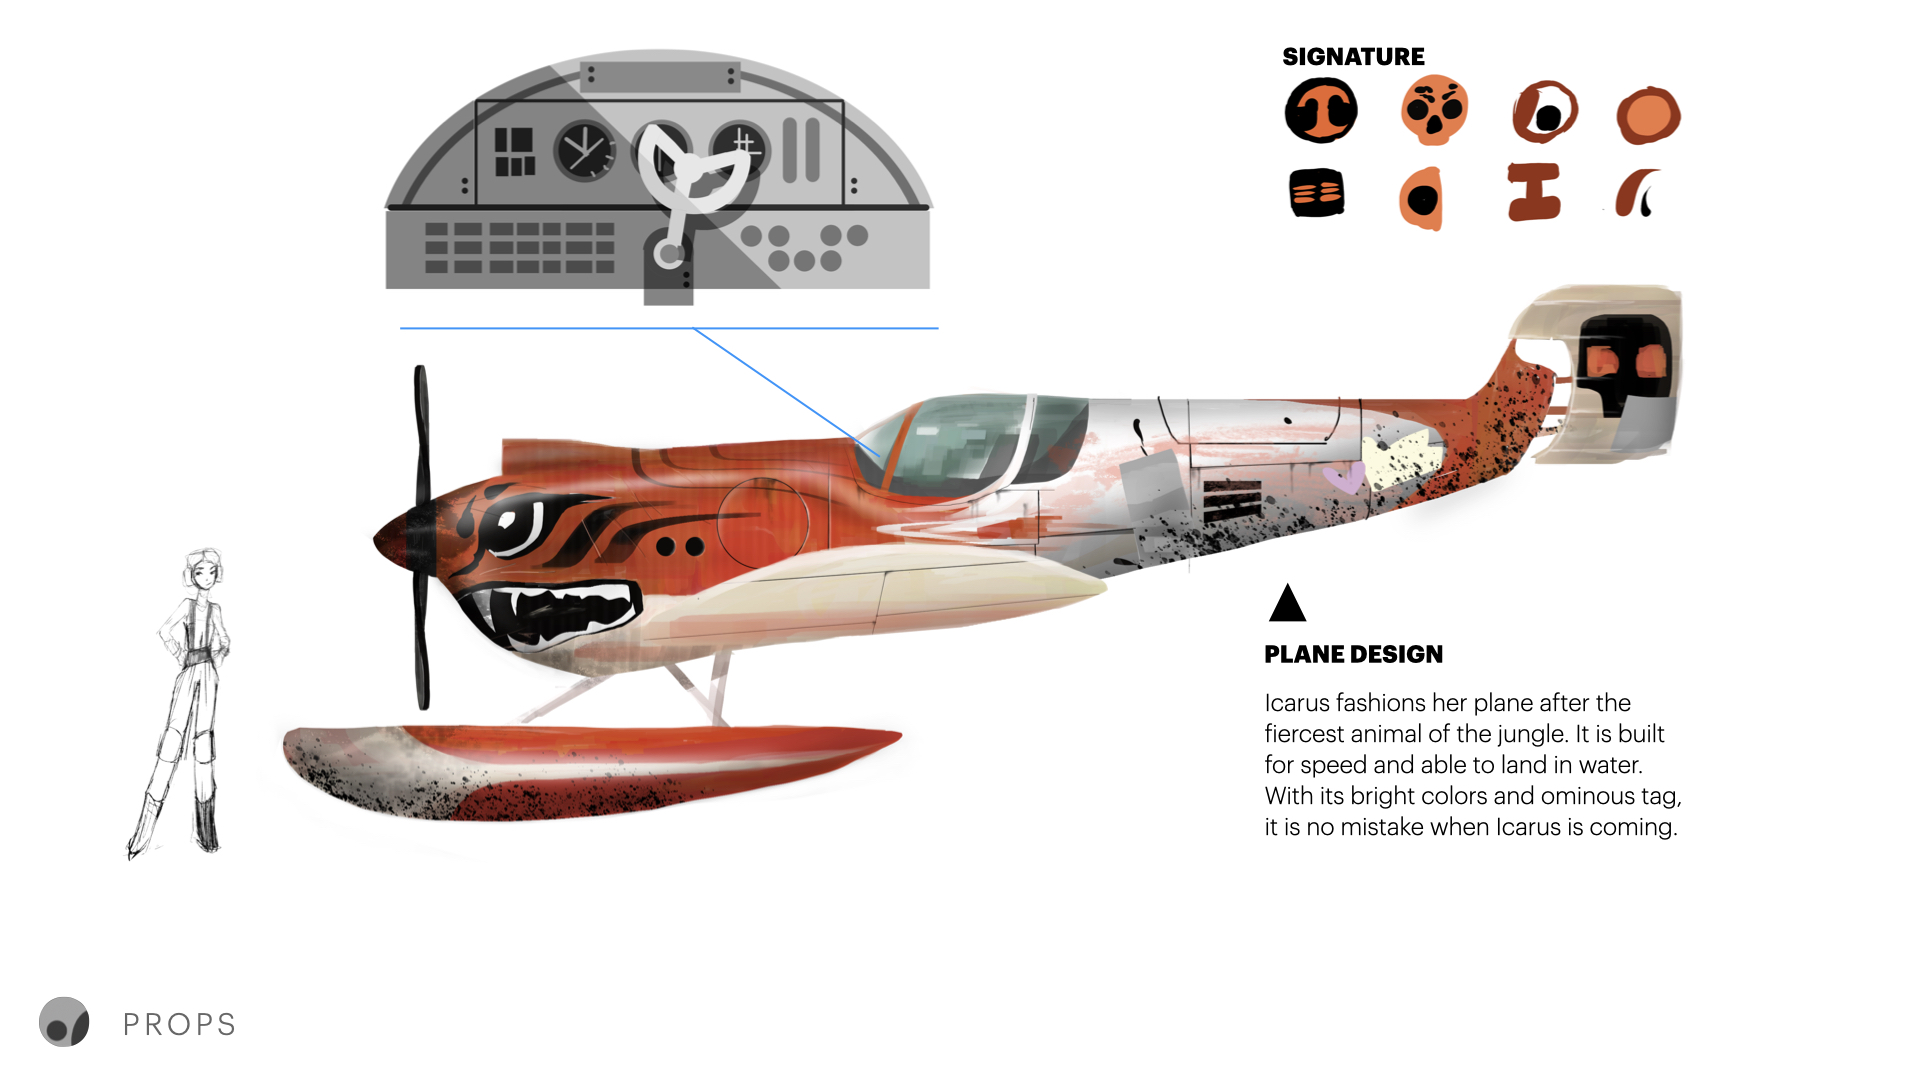 SIGNATURE
PLANE DESIGN
Icarus fashions her plane after the
fiercest animal of the jungle. It is built
for speed and able to land in water.
With its bright colors and ominous tag,
it is no mistake when Icarus is coming.
PROPS